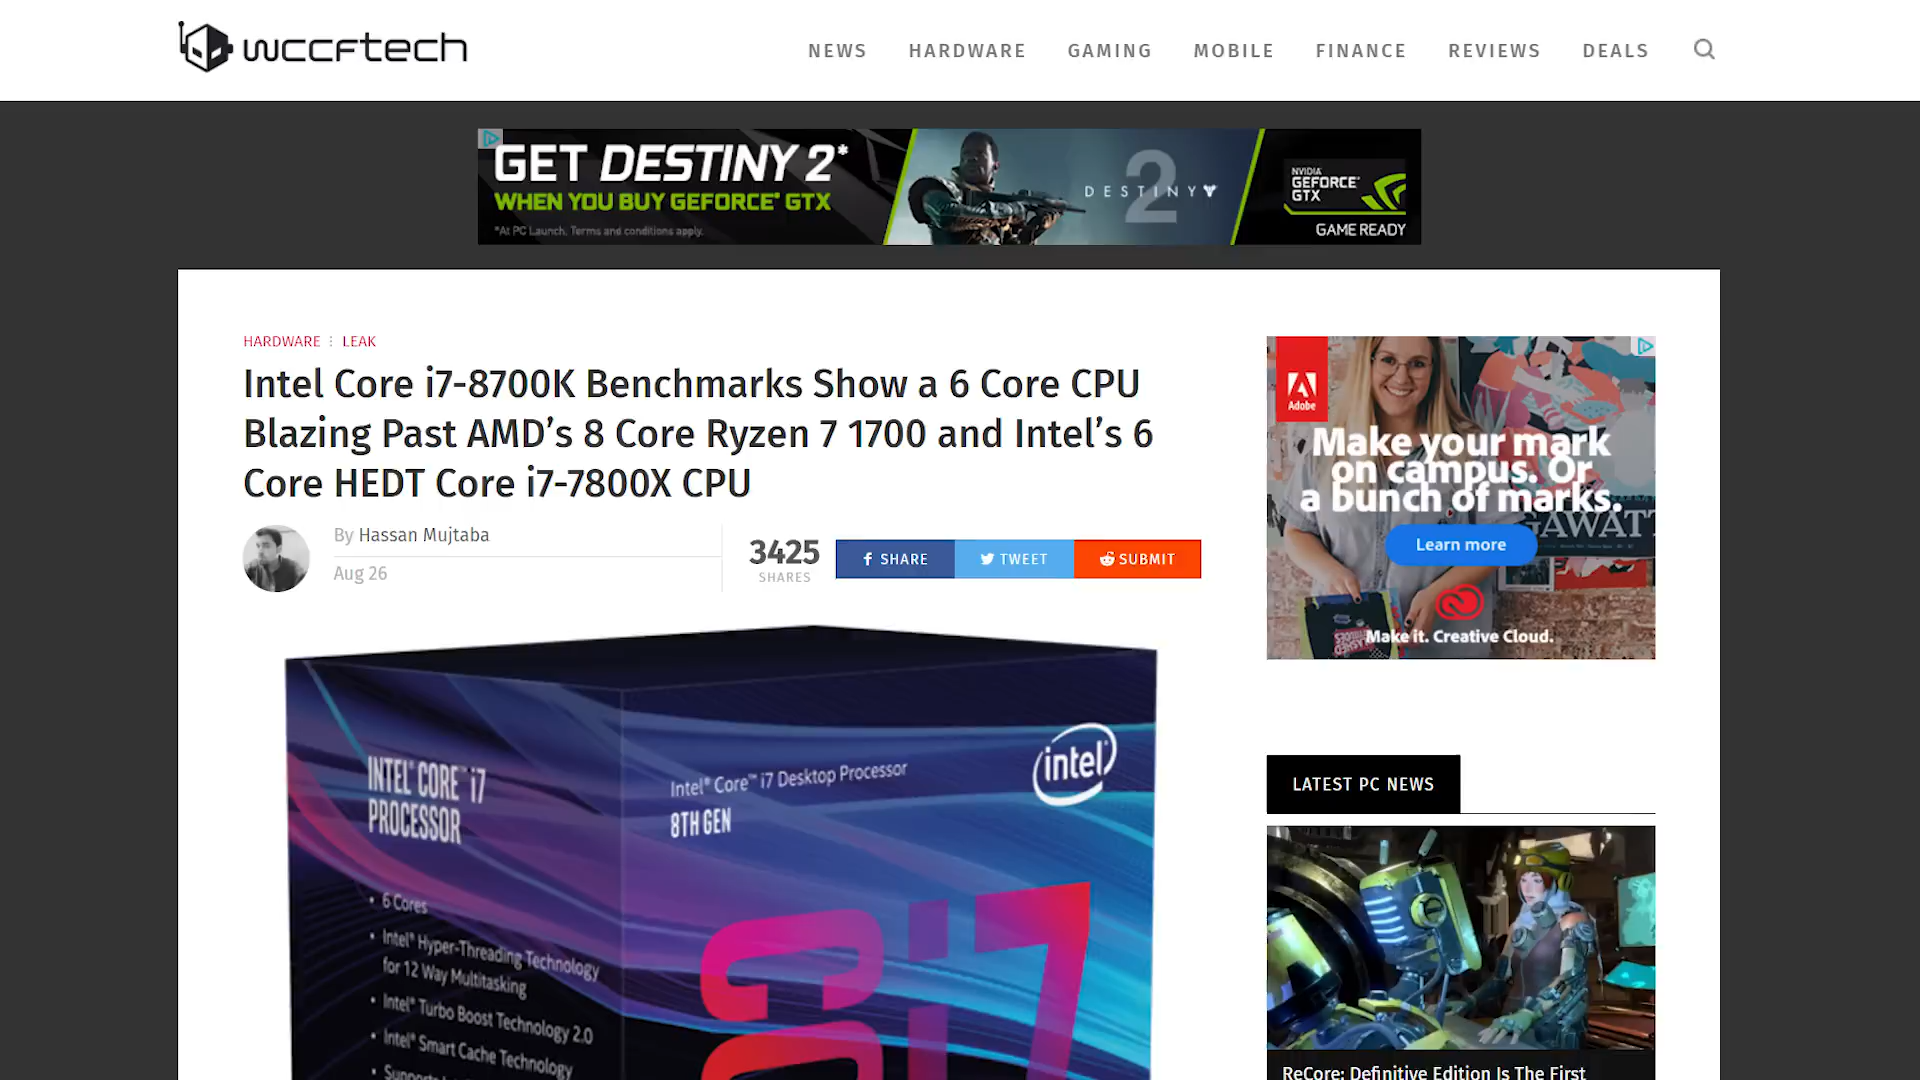 wccftech
NEWS HARDWARE GAMING MOBILE FINANCE REVIEWS DEALS
GET DESTINY 2*
WHEN YOU BUY GEFORCE® GTX
*At PC Launch. Terms and conditions apply.
DESTINY
2
NVIDIA
GEFORCE®
GTX
GAME READY
HARDWARE LEAK
Intel Core i7-8700K Benchmarks Show a 6 Core CPU
Blazing Past AMD’s 8 Core Ryzen 7 1700 and Intel’s 6
Core HEDT Core i7-7800X CPU
By Hassan Mujtaba
Aug 26
3425
SHARES
SHARE
TWEET
SUBMIT
INTEL® CORE™ i7
PROCESSOR
• 6 Cores
• Intel® Hyper-Threading Technology
for 12 Way Multitasking
• Intel® Turbo Boost Technology 2.0
• Intel® Smart Cache Technology
Intel® Core™ i7 Desktop Processor
8TH GEN
intel®
i7
Adobe
Make your mark
on campus. Or
a bunch of marks.
GAWATT
Learn more
Make it. Creative Cloud.
LATEST PC NEWS
ReCore: Definitive Edition Is The First